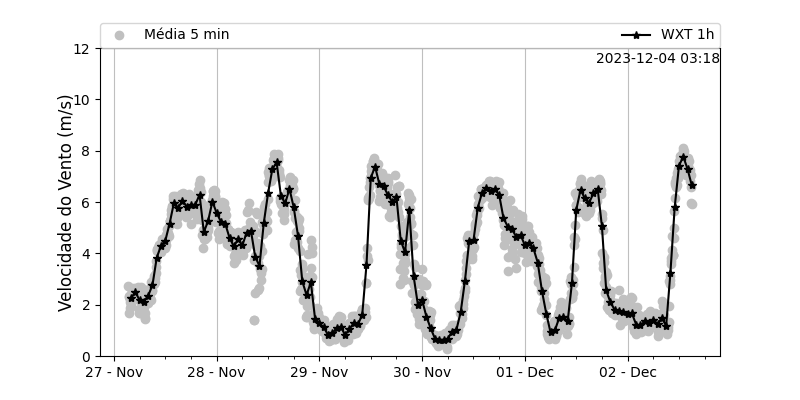 Média 5 min
WXT 1h
2023-12-04 03:18
Velocidade do Vento (m/s)
12
10
8
6
4
2
0
27 - Nov
28 - Nov
29 - Nov
30 - Nov
01 - Dec
02 - Dec